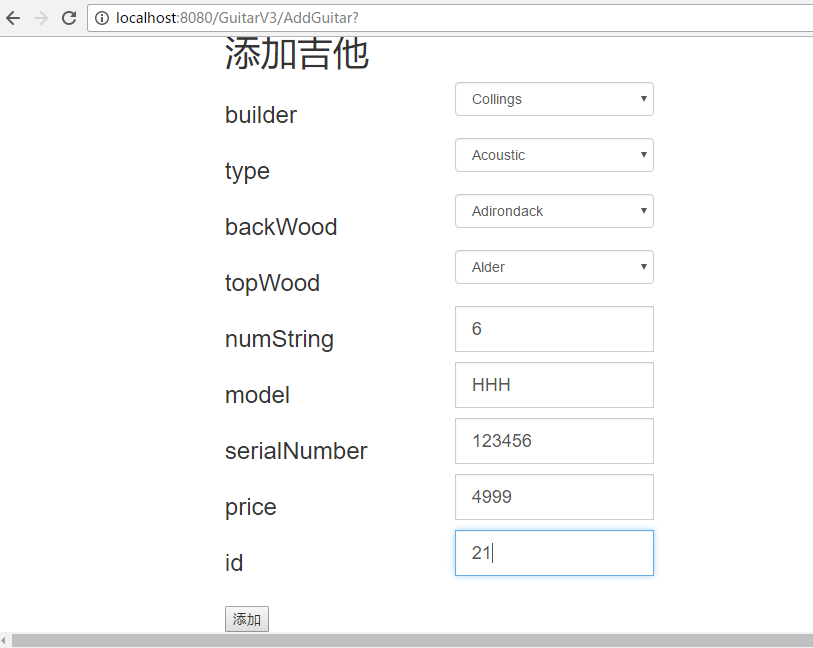 localhost:8080/GuitarV3/AddGuitar?
添加吉他
builder Collings
type Acoustic
backWood Adirondack
topWood Alder
numString 6
model HHH
serialNumber 123456
price 4999
id 21
添加